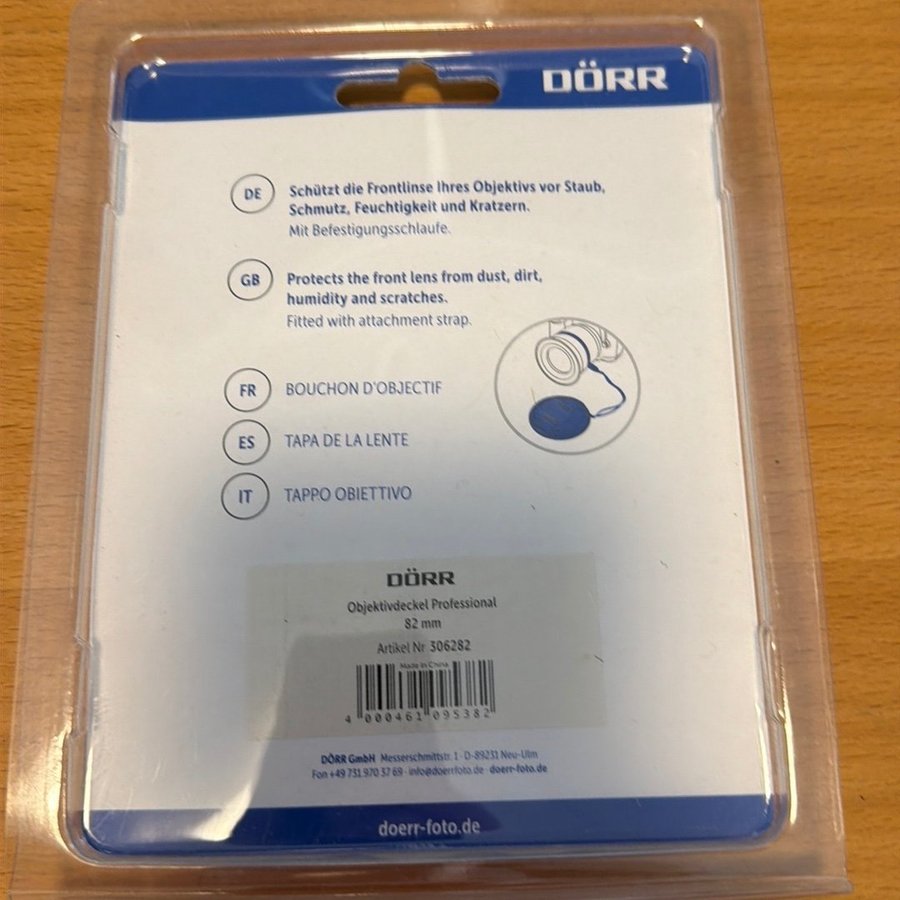 DÖRR
DE
Schützt die Frontlinse Ihres Objektivs vor Staub,
Schmutz, Feuchtigkeit und Kratzern.
Mit Befestigungsschlaufe.
GB
Protects the front lens from dust, dirt,
humidity and scratches.
Fitted with attachment strap.
FR BOUCHON D'OBJECTIF
ES TAPA DE LA LENTE
IT TAPPO OBIETTIVO
DÖRR
Objektivdeckel Professional
82 mm
Artikel Nr 306282
Made in China
4 000461 095382
DÖRR GmbH Messerschmittstr. 1 · D-89231 Neu-Ulm
Fon +49 731 970 37 69 · info@doerrfoto.de · doerr-foto.de
doerr-foto.de